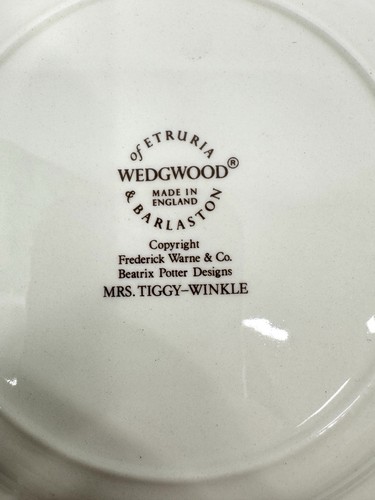 of ETRURIA
WEDGWOOD®
MADE IN
ENGLAND
& BARLASTON
Copyright
Frederick Warne & Co.
Beatrix Potter Designs
MRS. TIGGY-WINKLE